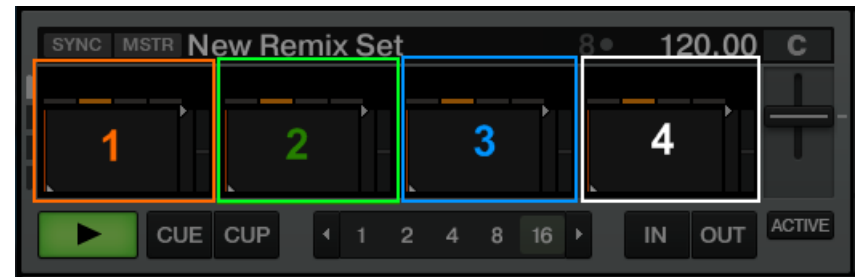 SYNC MSTR New Remix Set 8 120.00 C
1 2 3 4
CUE CUP 1 2 4 8 16 IN OUT ACTIVE